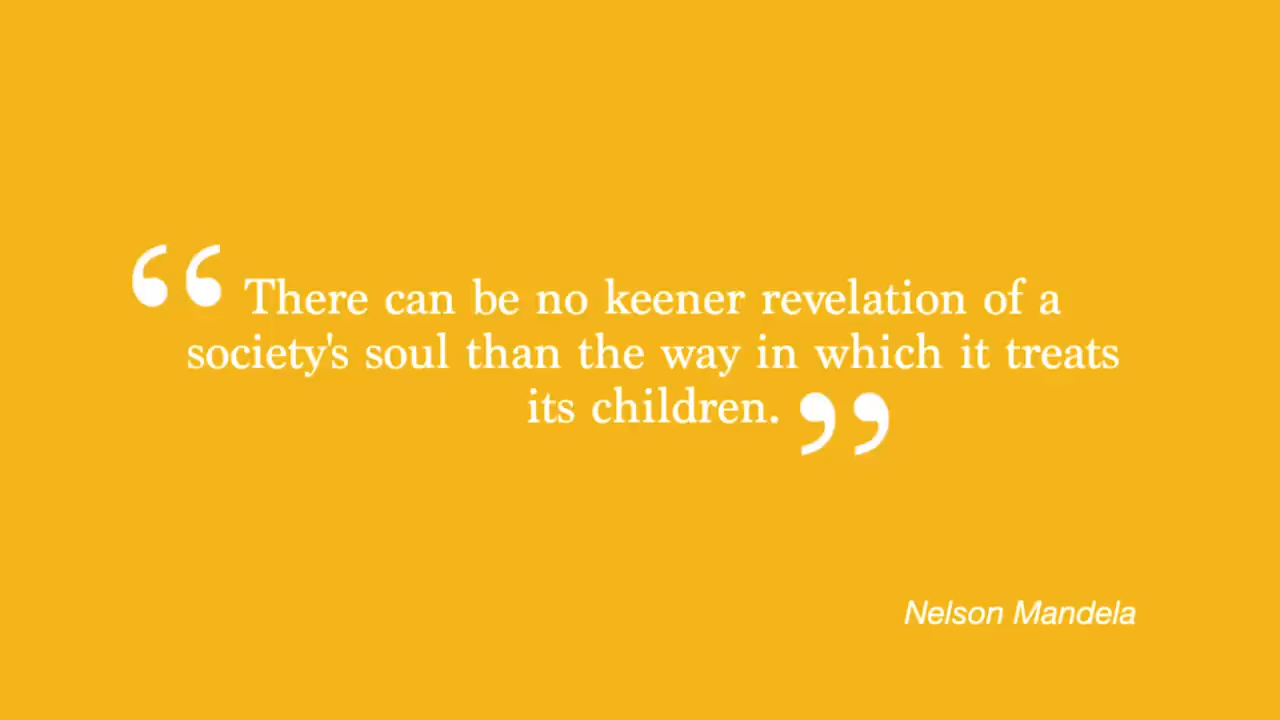 “ There can be no keener revelation of a
society's soul than the way in which it treats
its children. ”
Nelson Mandela